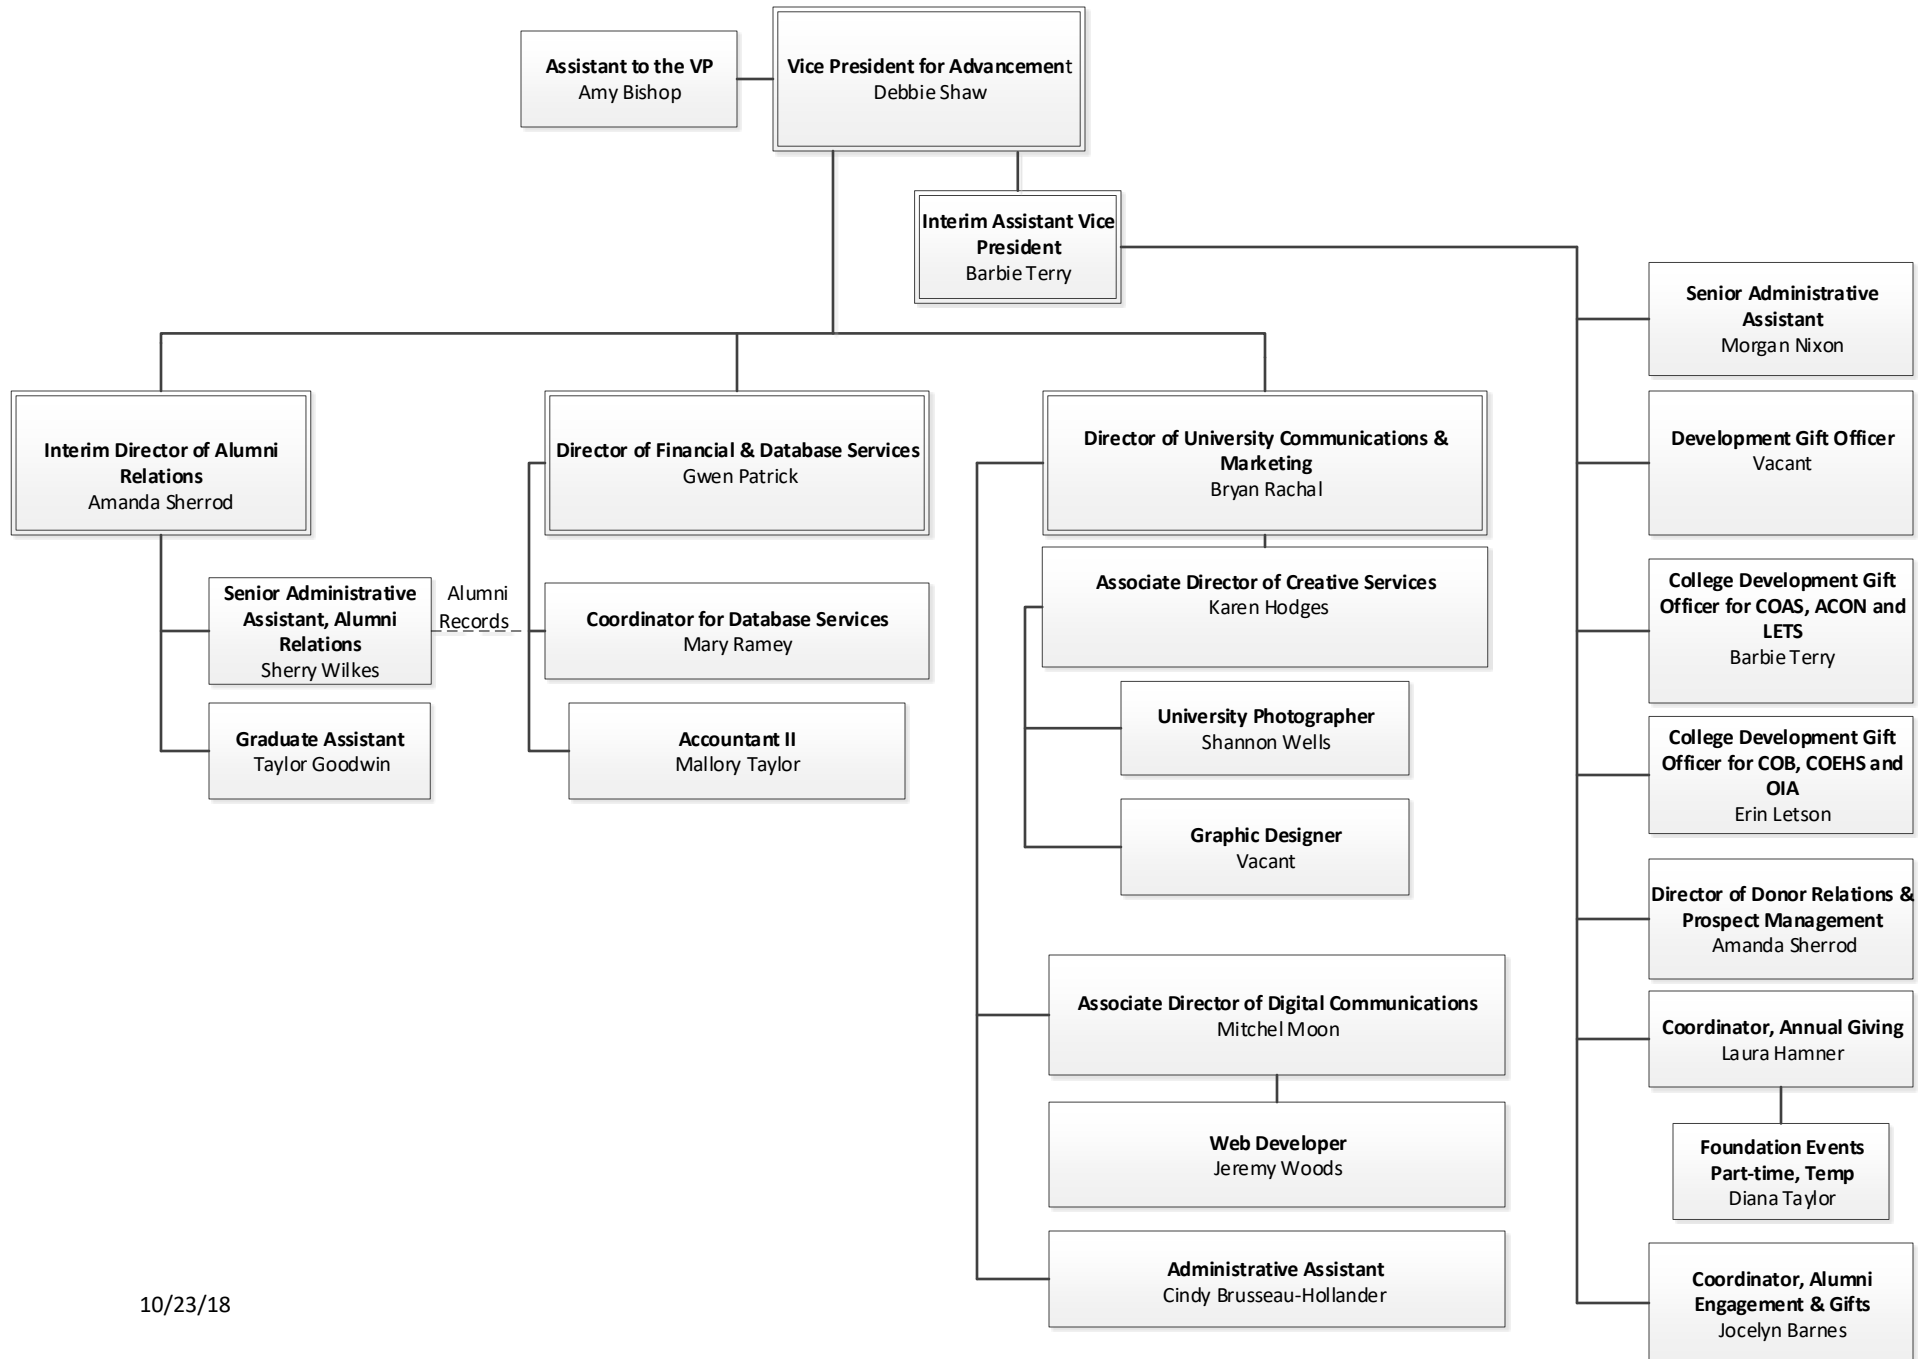 Assistant to the VP
Amy Bishop
Vice President for Advancement
Debbie Shaw
Interim Assistant Vice
President
Barbie Terry
Interim Director of Alumni
Relations
Amanda Sherrod
Senior Administrative
Assistant, Alumni
Relations
Sherry Wilkes
Alumni
Records
Graduate Assistant
Taylor Goodwin
Director of Financial & Database Services
Gwen Patrick
Coordinator for Database Services
Mary Ramey
Accountant II
Mallory Taylor
Director of University Communications &
Marketing
Bryan Rachal
Associate Director of Creative Services
Karen Hodges
University Photographer
Shannon Wells
Graphic Designer
Vacant
Associate Director of Digital Communications
Mitchel Moon
Web Developer
Jeremy Woods
Administrative Assistant
Cindy Brusseau-Hollander
Senior Administrative
Assistant
Morgan Nixon
Development Gift Officer
Vacant
College Development Gift
Officer for COAS, ACON and
LETS
Barbie Terry
College Development Gift
Officer for COB, COEHS and
OIA
Erin Letson
Director of Donor Relations &
Prospect Management
Amanda Sherrod
Coordinator, Annual Giving
Laura Hamner
Foundation Events
Part-time, Temp
Diana Taylor
Coordinator, Alumni
Engagement & Gifts
Jocelyn Barnes
10/23/18